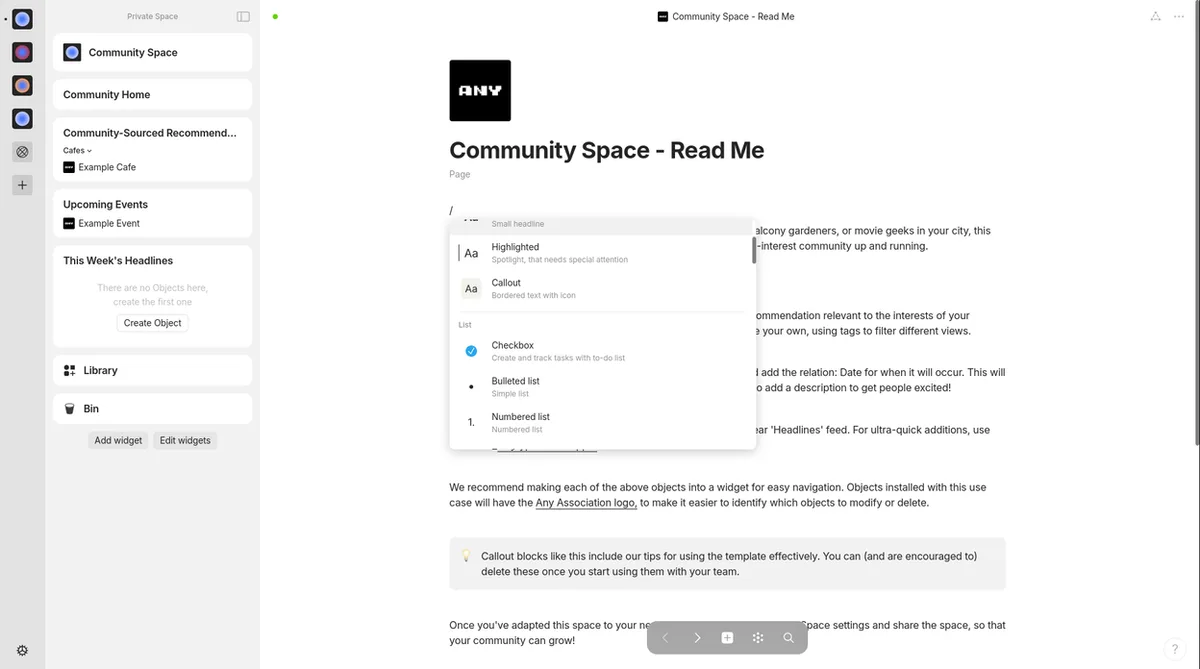 Private Space
Community Space
Community Home
Community-Sourced Recommend...
Cafes
Example Cafe
Upcoming Events
Example Event
This Week's Headlines
There are no Objects here,
create the first one
Create Object
Library
Bin
Add widget
Edit widgets
Community Space - Read Me
ANY
Community Space - Read Me
Page
/
alcony gardeners, or movie geeks in your city, this
-interest community up and running.
ommendation relevant to the interests of your
e your own, using tags to filter different views.
d add the relation: Date for when it will occur. This will
o add a description to get people excited!
ear 'Headlines' feed. For ultra-quick additions, use
Small headline
Aa
Highlighted
Spotlight, that needs special attention
Aa
Callout
Bordered text with icon
List
Checkbox
Create and track tasks with to-do list
Bulleted list
Simple list
1.
Numbered list
Numbered list
We recommend making each of the above objects into a widget for easy navigation. Objects installed with this use
case will have the Any Association logo, to make it easier to identify which objects to modify or delete.
Callout blocks like this include our tips for using the template effectively. You can (and are encouraged to)
delete these once you start using them with your team.
Once you've adapted this space to your ne
Space settings and share the space, so that
your community can grow!
?